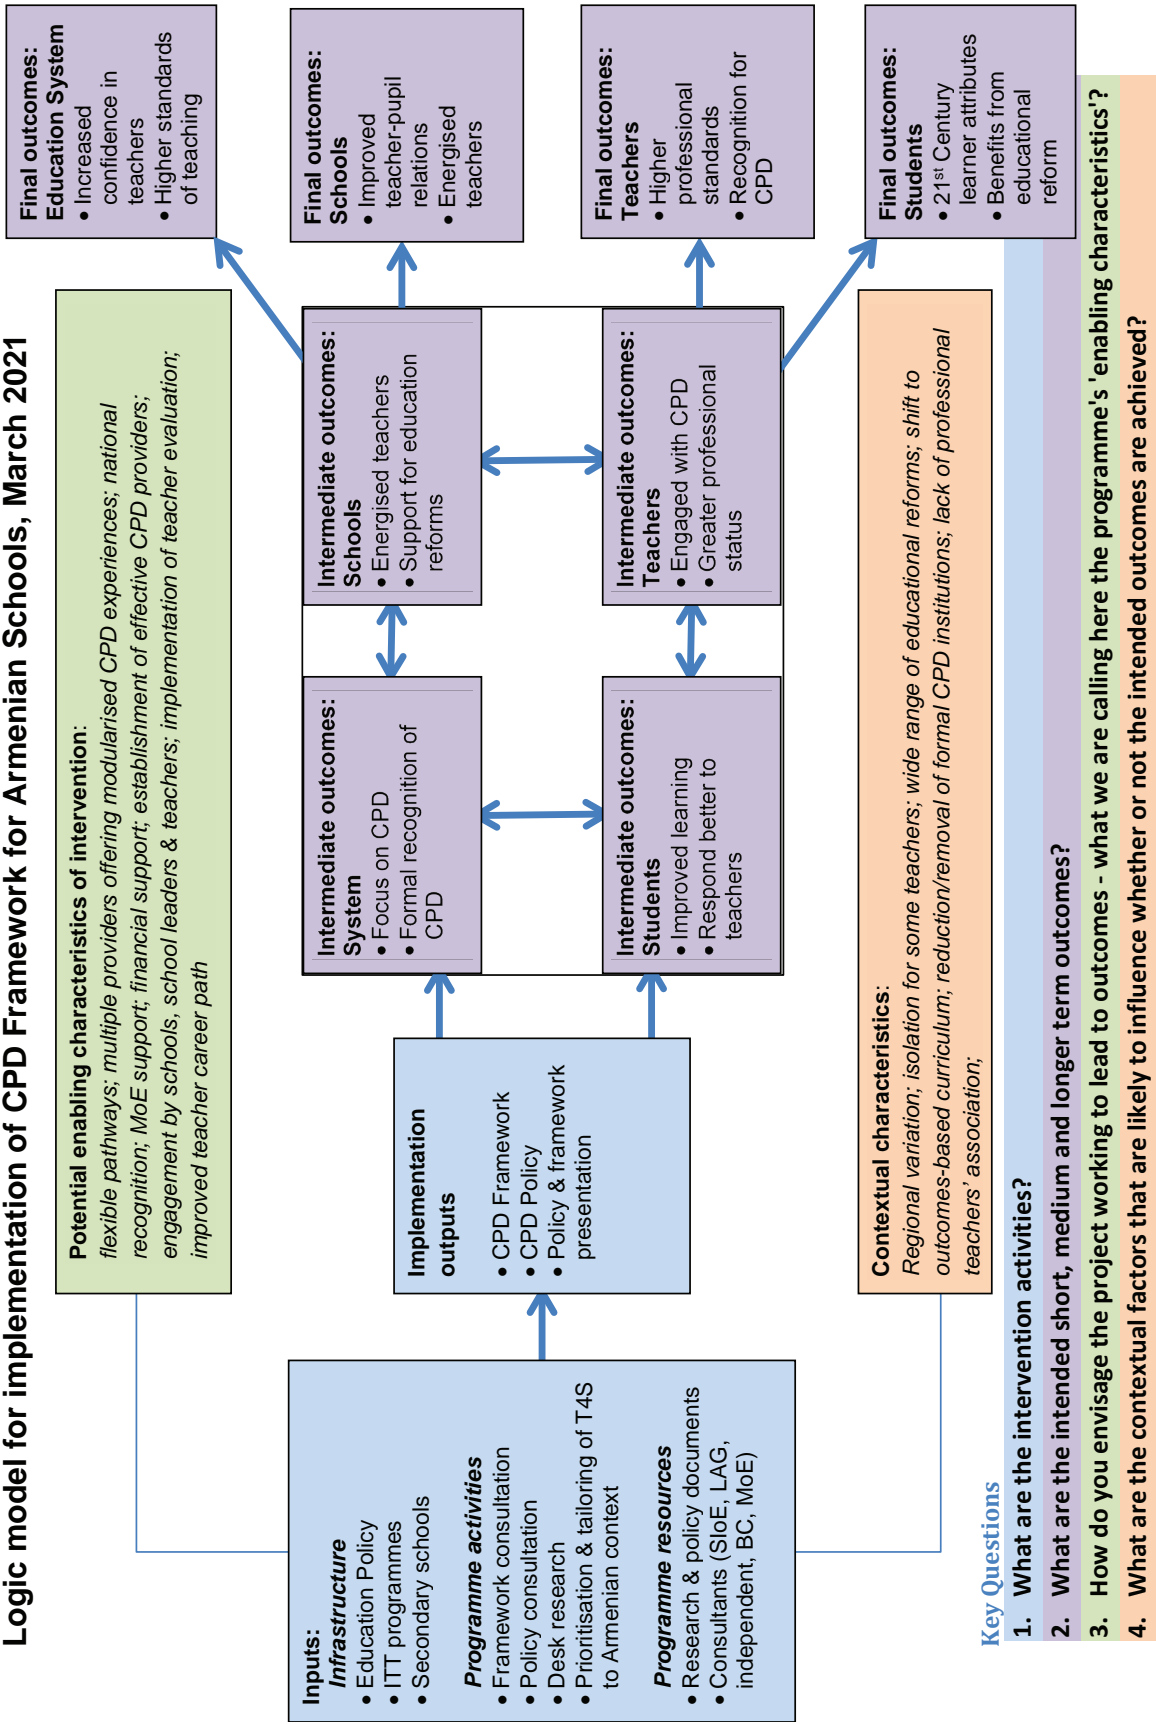 Logic model for implementation of CPD Framework for Armenian Schools, March 2021
Inputs:
Infrastructure
• Education Policy
• ITT programmes
• Secondary schools
Programme activities
• Framework consultation
• Policy consultation
• Desk research
• Prioritisation & tailoring of T4S
to Armenian context
Programme resources
• Research & policy documents
• Consultants (SIoE, LAG,
independent, BC, MoE)
Potential enabling characteristics of intervention:
flexible pathways; multiple providers offering modularised CPD experiences; national
recognition; MoE support; financial support; establishment of effective CPD providers;
engagement by schools, school leaders & teachers; implementation of teacher evaluation;
improved teacher career path
Implementation
outputs
• CPD Framework
• CPD Policy
• Policy & framework
presentation
Contextual characteristics:
Regional variation; isolation for some teachers; wide range of educational reforms; shift to
outcomes-based curriculum; reduction/removal of formal CPD institutions; lack of professional
teachers' association;
Intermediate outcomes:
System
• Focus on CPD
• Formal recognition of
CPD
Intermediate outcomes:
Schools
• Energised teachers
• Support for education
reforms
Intermediate outcomes:
Students
• Improved learning
• Respond better to
teachers
Intermediate outcomes:
Teachers
• Engaged with CPD
• Greater professional
status
Final outcomes:
Education System
• Increased
confidence in
teachers
• Higher standards
of teaching
Final outcomes:
Schools
• Improved
teacher-pupil
relations
• Energised
teachers
Final outcomes:
Teachers
• Higher
professional
standards
• Recognition for
CPD
Final outcomes:
Students
• 21st Century
learner attributes
• Benefits from
educational
reform
Key Questions
1. What are the intervention activities?
2. What are the intended short, medium and longer term outcomes?
3. How do you envisage the project working to lead to outcomes - what we are calling here the programme's 'enabling characteristics'?
4. What are the contextual factors that are likely to influence whether or not the intended outcomes are achieved?